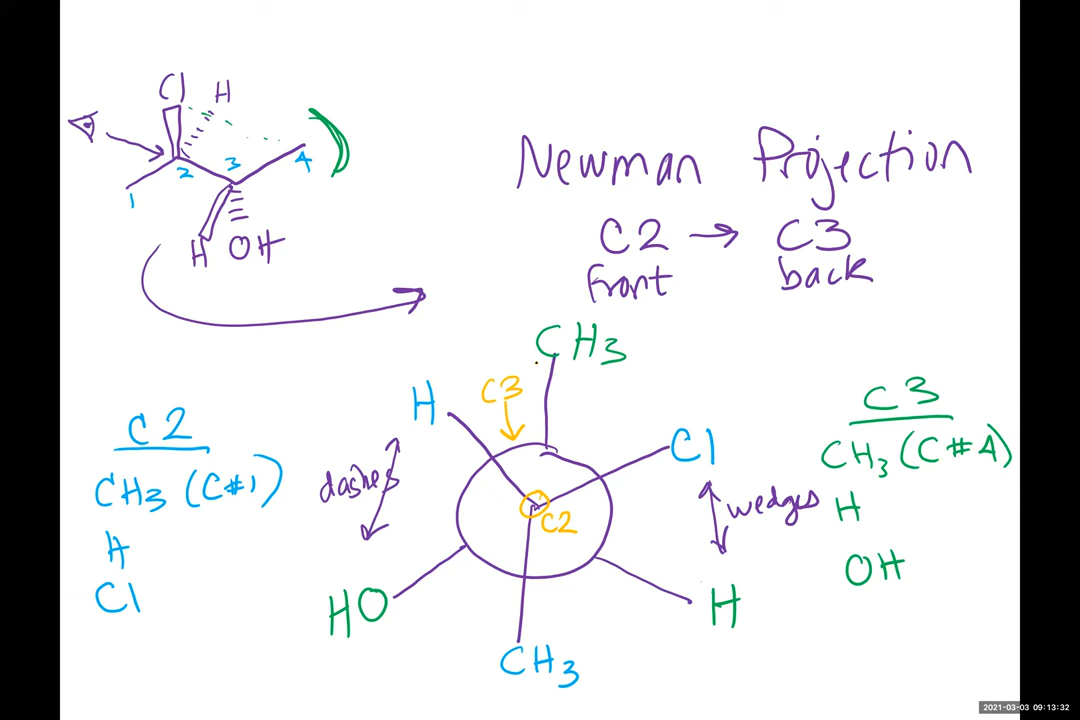 Cl H
1 2 3 4
H OH
Newman Projection
C2 → C3
Front back
CH3
H C3
Cl
C2
CH3 (C#1)
H
Cl
dashes
C2
wedges
HO
H
CH3
C3
CH3 (C#4)
H
OH
2021-03-03 09:13:32